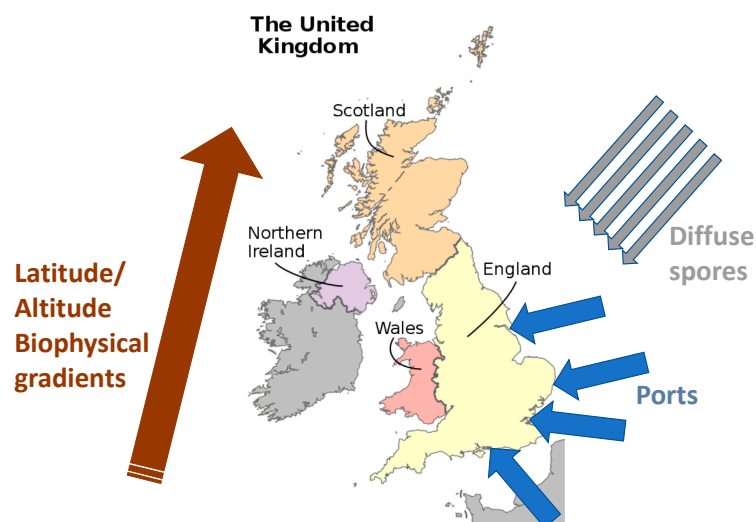 The United
Kingdom
Scotland
Northern
Ireland
England
Wales
Latitude/
Altitude
Biophysical
gradients
Diffuse
spores
Ports